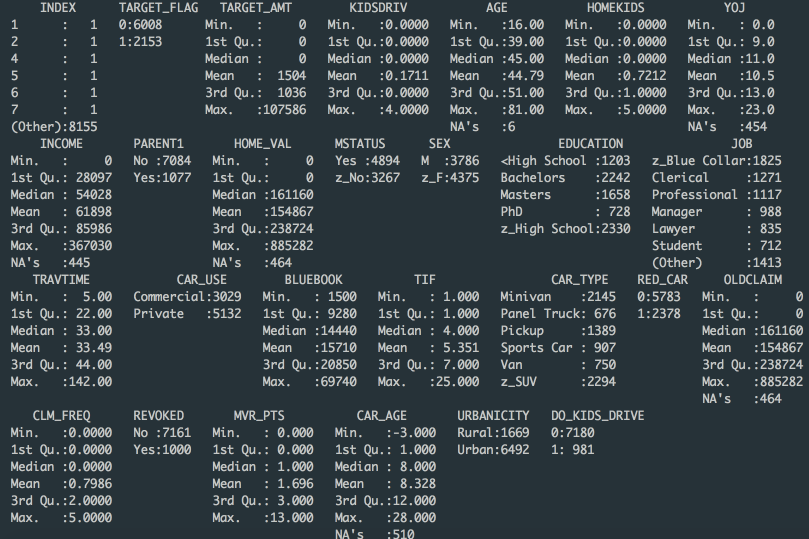 INDEX TARGET_FLAG TARGET_AMT KIDSDRIV AGE HOMEKIDS YOJ
1 : 1 0:6008 Min. : 0 Min. :0.0000 Min. :16.00 Min. :0.0000 Min. : 0.0
2 : 1 1:2153 1st Qu.: 0 1st Qu.:0.0000 1st Qu.:39.00 1st Qu.:0.0000 1st Qu.: 9.0
4 : 1 Median : 0 Median :0.0000 Median :45.00 Median :0.0000 Median :11.0
5 : 1 Mean : 1504 Mean :0.1711 Mean :44.79 Mean :0.7212 Mean :10.5
6 : 1 3rd Qu.: 1036 3rd Qu.:0.0000 3rd Qu.:51.00 3rd Qu.:1.0000 3rd Qu.:13.0
7 : 1 Max. :107586 Max. :4.0000 Max. :81.00 Max. :5.0000 Max. :23.0
(Other):8155 NA's :6 NA's :454
INCOME PARENT1 HOME_VAL MSTATUS SEX EDUCATION JOB
Min. : 0 No :7084 Min. : 0 Yes :4894 M :3786 <High School :1203 z_Blue Collar:1825
1st Qu.: 28097 Yes:1077 1st Qu.: 0 z_No:3267 z_F:4375 Bachelors :2242 Clerical :1271
Median : 54028 Median :161160 Masters :1658 Professional :1117
Mean : 61898 Mean :154867 PhD : 728 Manager : 988
3rd Qu.: 85986 3rd Qu.:238724 z_High School:2330 Lawyer : 835
Max. :367030 Max. :885282 Student : 712
NA's :445 NA's :464 (Other) :1413
TRAVTIME CAR_USE BLUEBOOK TIF CAR_TYPE RED_CAR OLDCLAIM
Min. : 5.00 Commercial:3029 Min. : 1500 Min. : 1.000 Minivan :2145 0:5783 Min. : 0
1st Qu.: 22.00 Private :5132 1st Qu.: 9280 1st Qu.: 1.000 Panel Truck: 676 1:2378 1st Qu.: 0
Median : 33.00 Median :14440 Median : 4.000 Pickup :1389 Median :161160
Mean : 33.49 Mean :15710 Mean : 5.351 Sports Car : 907 Mean :154867
3rd Qu.: 44.00 3rd Qu.:20850 3rd Qu.: 7.000 Van : 750 3rd Qu.:238724
Max. :142.00 Max. :69740 Max. :25.000 z_SUV :2294 Max. :885282
NA's :464
CLM_FREQ REVOKED MVR_PTS CAR_AGE URBANICITY DO_KIDS_DRIVE
Min. :0.0000 No :7161 Min. : 0.000 Min. :-3.000 Rural:1669 0:7180
1st Qu.:0.0000 Yes:1000 1st Qu.: 0.000 1st Qu.: 1.000 Urban:6492 1: 981
Median :0.0000 Median : 1.000 Median : 8.000
Mean :0.7986 Mean : 1.696 Mean : 8.328
3rd Qu.:2.0000 3rd Qu.: 3.000 3rd Qu.:12.000
Max. :5.0000 Max. :13.000 Max. :28.000
NA's :510